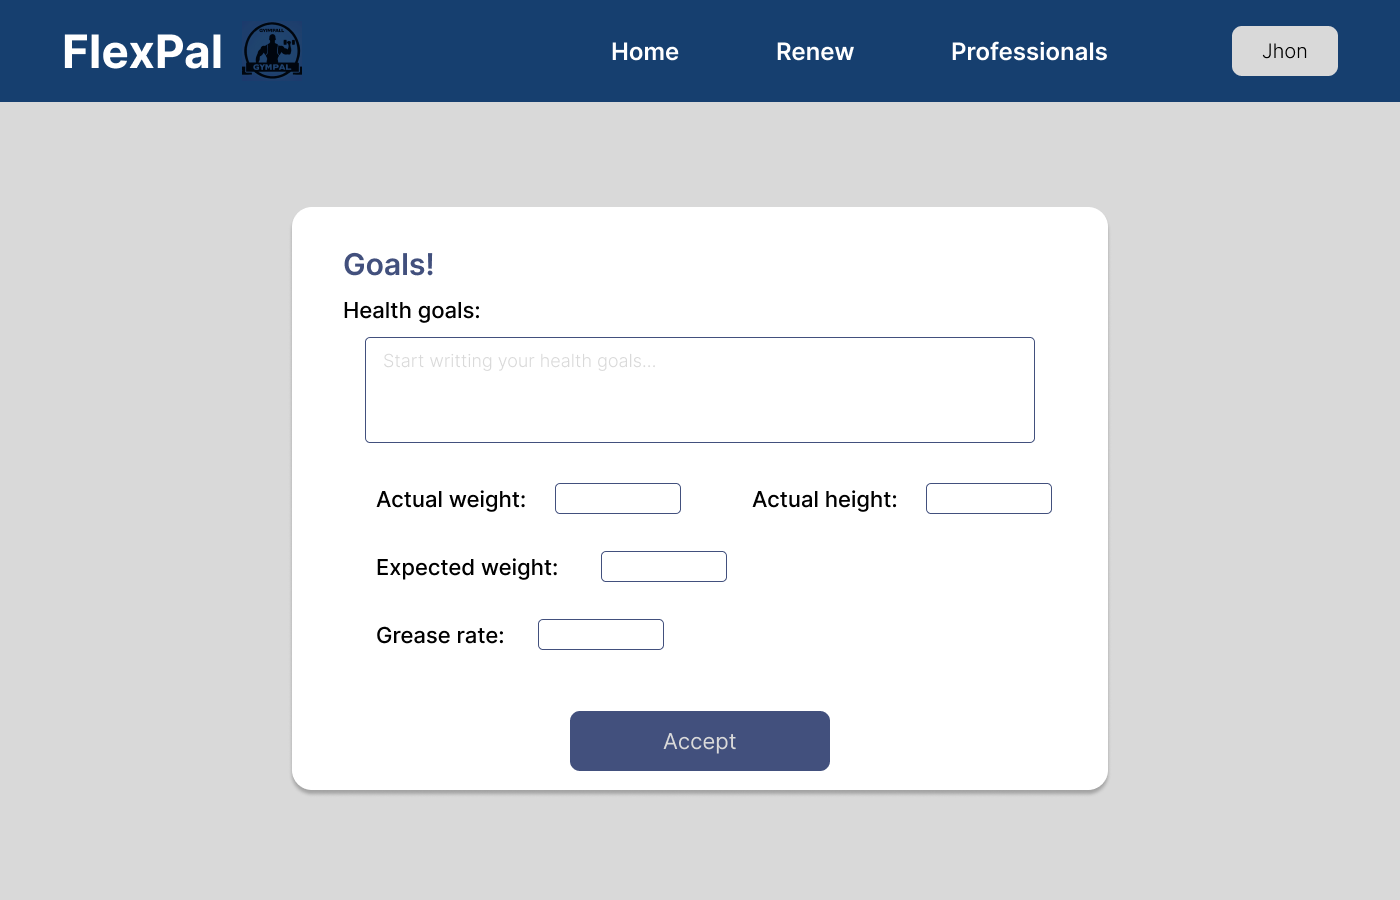 FlexPal
GYMPAL
Home
Renew
Professionals
Jhon
Goals!
Health goals:
Start writting your health goals...
Actual weight:
Actual height:
Expected weight:
Grease rate:
Accept